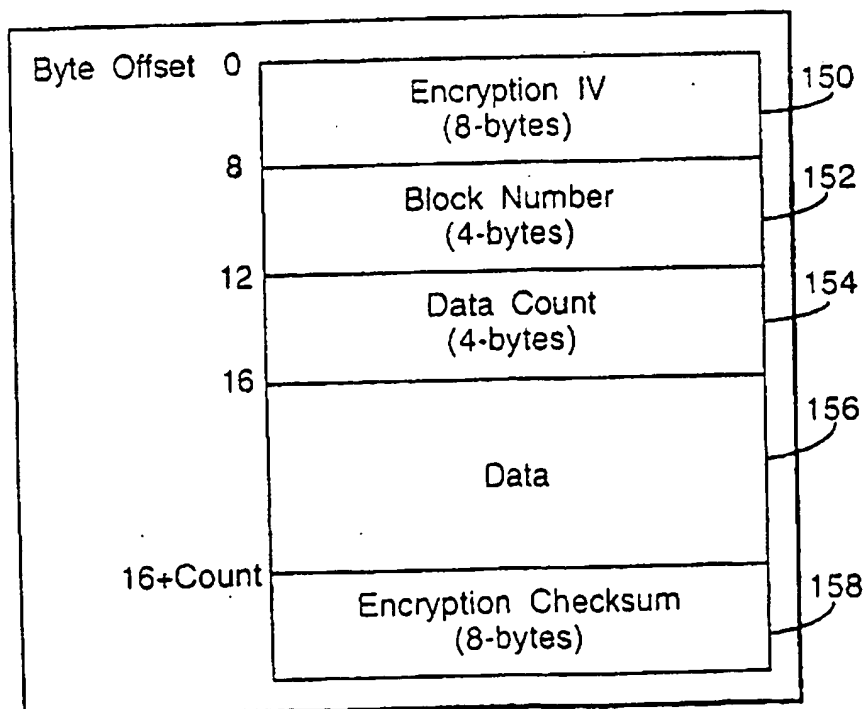 Byte Offset 0
Encryption IV
(8-bytes)
150
8
Block Number
(4-bytes)
152
12
Data Count
(4-bytes)
154
16
Data
156
16+Count
Encryption Checksum
(8-bytes)
158